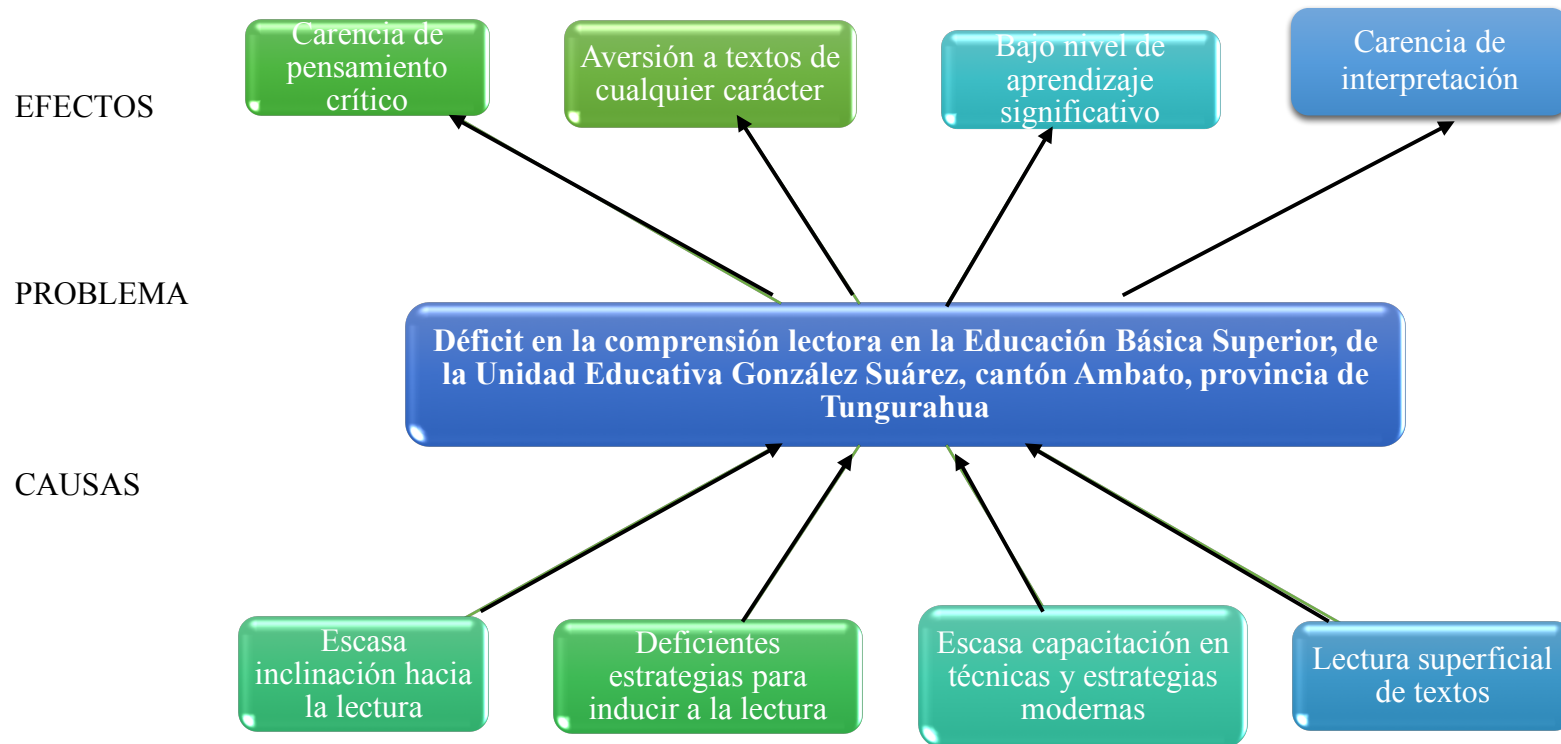 Carencia de
pensamiento
crítico
Aversión a textos de
cualquier carácter
Bajo nivel de
aprendizaje
significativo
Carencia de
interpretación
EFECTOS
PROBLEMA
Déficit en la comprensión lectora en la Educación Básica Superior, de
la Unidad Educativa González Suárez, cantón Ambato, provincia de
Tungurahua
CAUSAS
Escasa
inclinación hacia
la lectura
Deficientes
estrategias para
inducir a la lectura
Escasa capacitación en
técnicas y estrategias
modernas
Lectura superficial
de textos